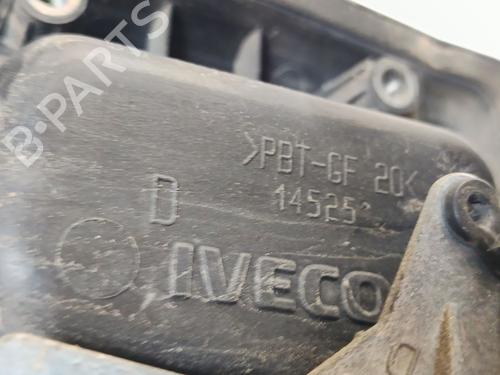 >PBT-GF 20<
14525
D
IVECO
B-PARTS